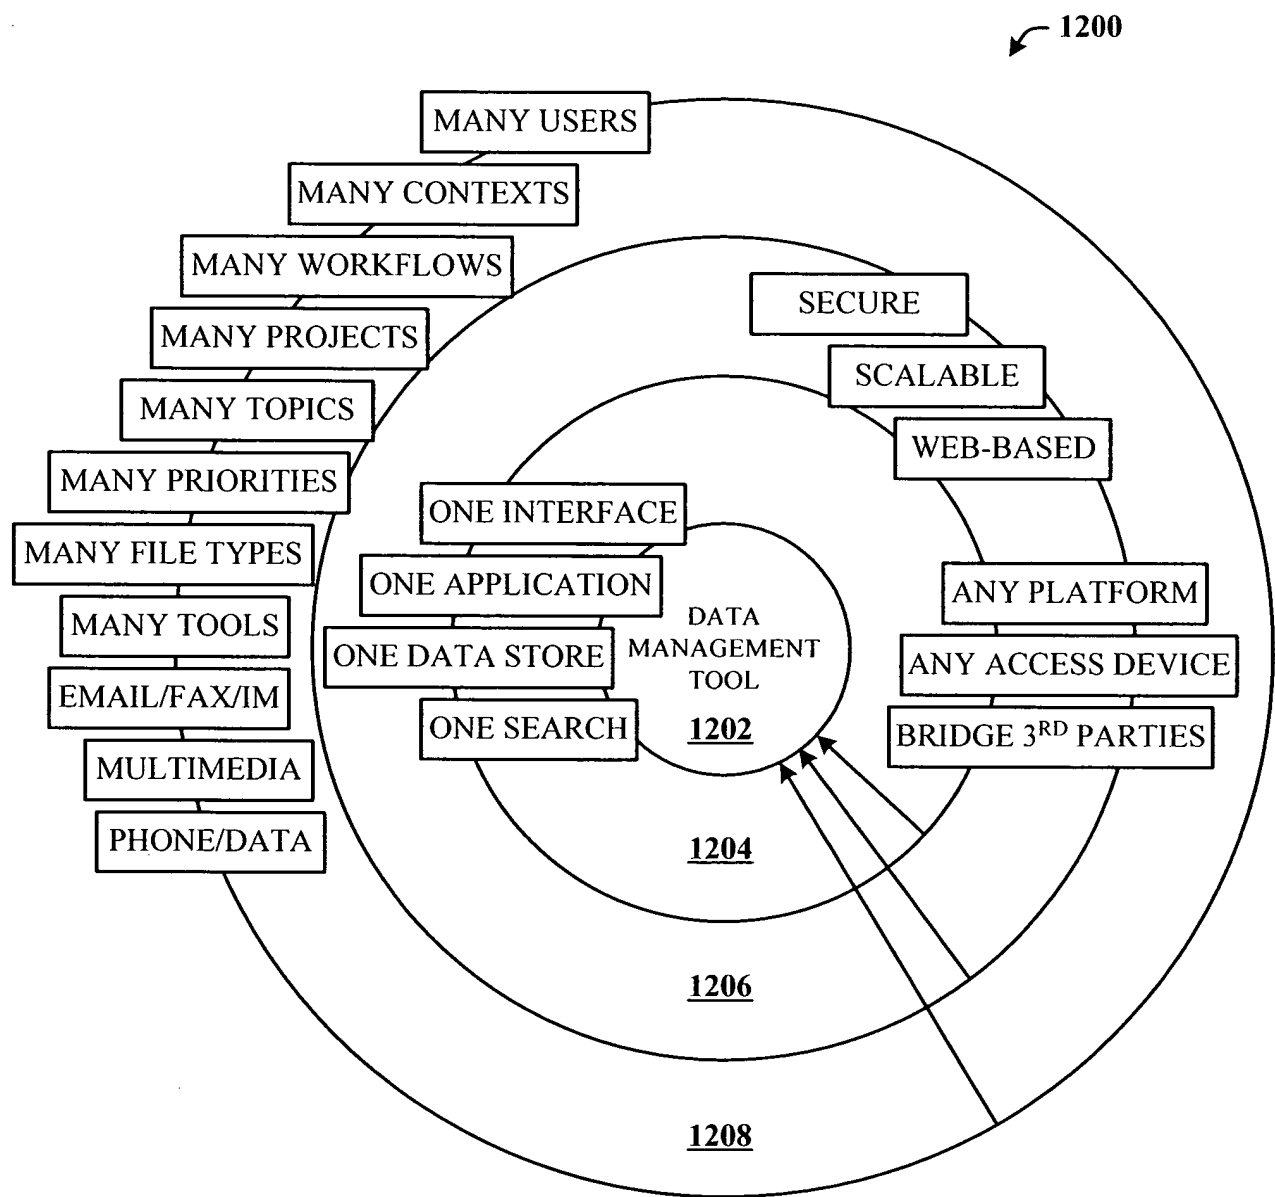 1200
MANY USERS
MANY CONTEXTS
MANY WORKFLOWS
MANY PROJECTS
MANY TOPICS
MANY PRIORITIES
MANY FILE TYPES
MANY TOOLS
EMAIL/FAX/IM
MULTIMEDIA
PHONE/DATA
SECURE
SCALABLE
WEB-BASED
ONE INTERFACE
ONE APPLICATION
ONE DATA STORE
ONE SEARCH
DATA
MANAGEMENT
TOOL
1202
ANY PLATFORM
ANY ACCESS DEVICE
BRIDGE 3RD PARTIES
1204
1206
1208